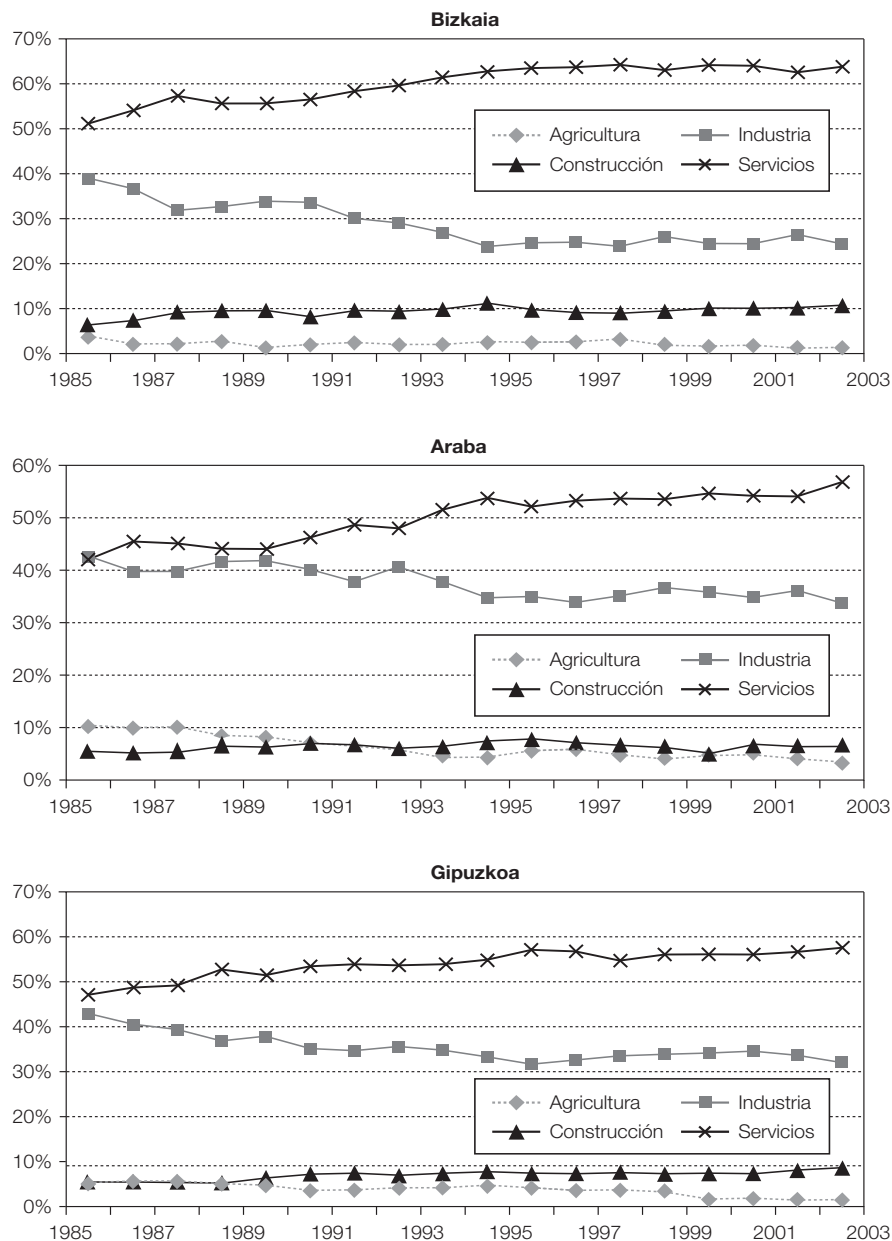 Bizkaia
70%
60%
50%
40%
30%
20%
10%
0%
Agricultura Industria
Construcción Servicios
1985 1987 1989 1991 1993 1995 1997 1999 2001 2003
Araba
60%
50%
40%
30%
20%
10%
0%
Agricultura Industria
Construcción Servicios
1985 1987 1989 1991 1993 1995 1997 1999 2001 2003
Gipuzkoa
70%
60%
50%
40%
30%
20%
10%
0%
Agricultura Industria
Construcción Servicios
1985 1987 1989 1991 1993 1995 1997 1999 2001 2003